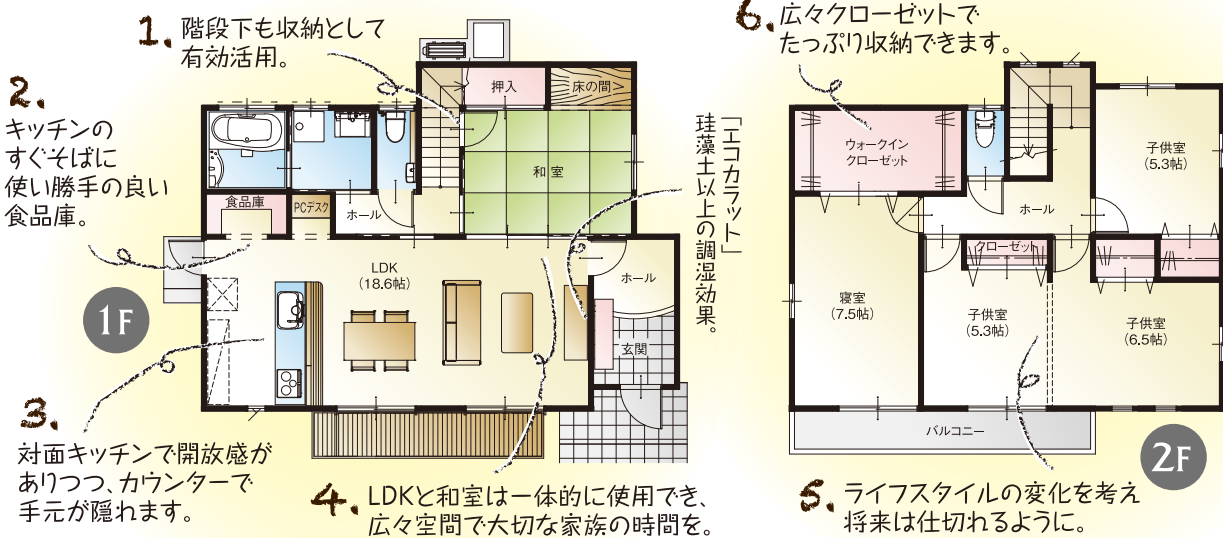 1. 階段下も収納として
有効活用。
2.
キッチンの
すぐそばに
使い勝手の良い
食品庫。
3.
対面キッチンで開放感が
ありつつ、カウンターで
手元が隠れます。
4. LDKと和室は一体的に使用でき、
広々空間で大切な家族の時間を。
「エコカラット」
珪藻土以上の調湿効果。
1F
押入
床の間
和室
食品庫
PCデスク
ホール
LDK
(18.6帖)
ホール
玄関
6. 広々クローゼットで
たっぷり収納できます。
5. ライフスタイルの変化を考え
将来は仕切れるように。
2F
ウォークイン
クローゼット
子供室
(5.3帖)
ホール
クローゼット
寝室
(7.5帖)
子供室
(5.3帖)
子供室
(6.5帖)
バルコニー